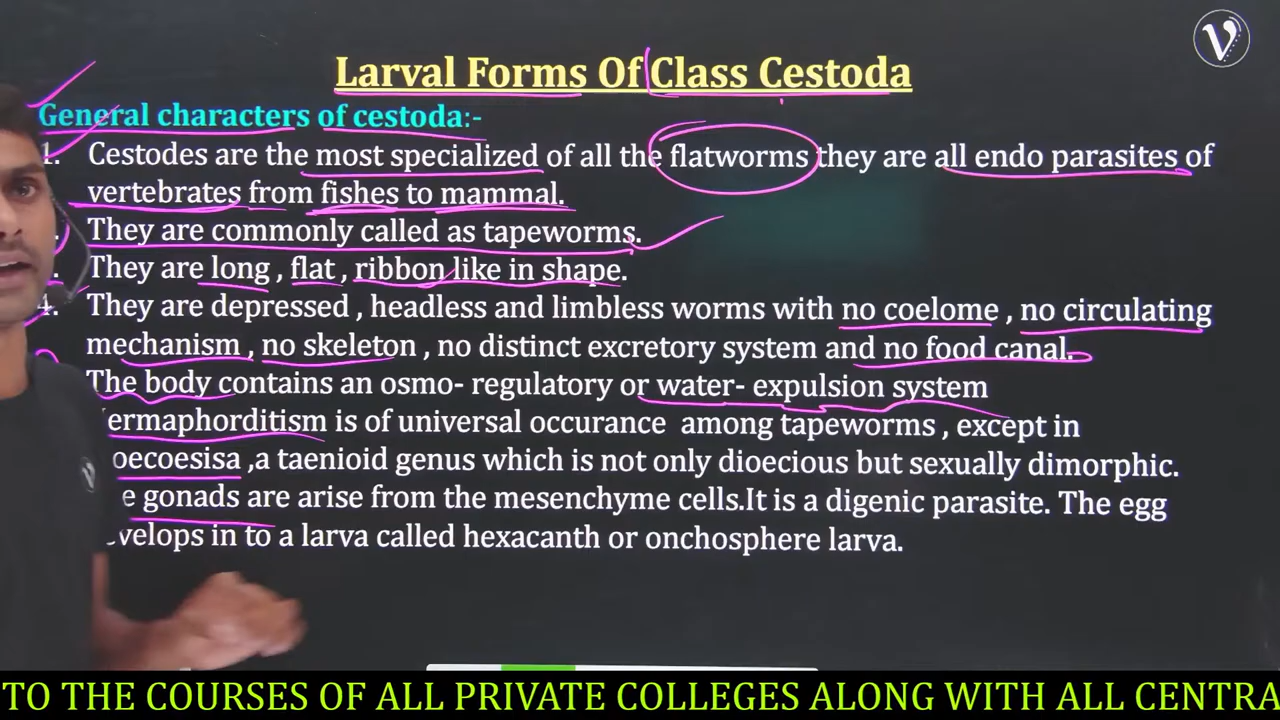 V
Larval Forms Of Class Cestoda
General characters of cestoda:-
1. Cestodes are the most specialized of all the flatworms they are all endo parasites of
vertebrates from fishes to mammal.
They are commonly called as tapeworms.
They are long , flat , ribbon like in shape.
4. They are depressed , headless and limbless worms with no coelome , no circulating
mechanism , no skeleton , no distinct excretory system and no food canal.
The body contains an osmo- regulatory or water- expulsion system
ermaphorditism is of universal occurance among tapeworms , except in
oecoesisa ,a taenioid genus which is not only dioecious but sexually dimorphic.
e gonads are arise from the mesenchyme cells.It is a digenic parasite. The egg
velops in to a larva called hexacanth or onchosphere larva.
TO THE COURSES OF ALL PRIVATE COLLEGES ALONG WITH ALL CENTRA